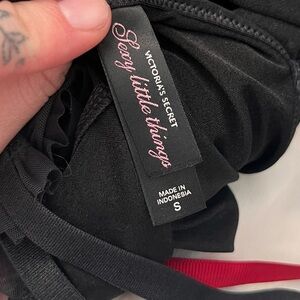 VICTORIA'S SECRET
Sexy little things
MADE IN
INDONESIA
S